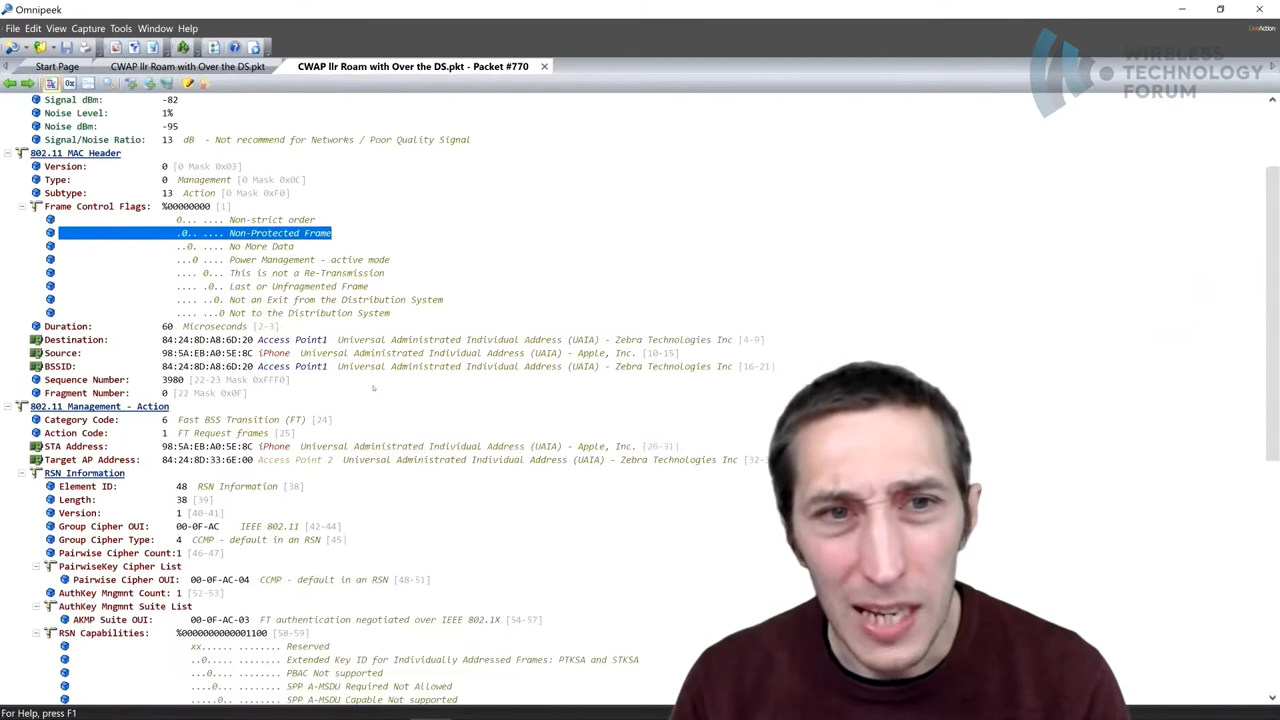 Omnipeek
File Edit View Capture Tools Window Help
LiveAction
Start Page CWAP llr Roam with Over the DS.pkt CWAP llr Roam with Over the DS.pkt - Packet #770
WIRELESS
TECHNOLOGY
FORUM
Signal dBm: -82
Noise Level: 1%
Noise dBm: -95
Signal/Noise Ratio: 13 dB - Not recommend for Networks / Poor Quality Signal
802.11 MAC Header
Version: 0 [0 Mask 0x03]
Type: 0 Management [0 Mask 0x0C]
Subtype: 13 Action [0 Mask 0xF0]
Frame Control Flags: %00000000 [1]
0... .... Non-strict order
.0.. .... Non-Protected Frame
..0. .... No More Data
...0 .... Power Management - active mode
.... 0... This is not a Re-Transmission
.... .0.. Last or Unfragmented Frame
.... ..0. Not an Exit from the Distribution System
.... ...0 Not to the Distribution System
Duration: 60 Microseconds [2-3]
Destination: 84:24:8D:A8:6D:20 Access Point1 Universal Administrated Individual Address (UAIA) - Zebra Technologies Inc [4-9]
Source: 98:5A:EB:A0:5E:8C iPhone Universal Administrated Individual Address (UAIA) - Apple, Inc. [10-15]
BSSID: 84:24:8D:A8:6D:20 Access Point1 Universal Administrated Individual Address (UAIA) - Zebra Technologies Inc [16-21]
Sequence Number: 3980 [22-23 Mask 0xFFF0]
Fragment Number: 0 [22 Mask 0x0F]
802.11 Management - Action
Category Code: 6 Fast BSS Transition (FT) [24]
Action Code: 1 FT Request frames [25]
STA Address: 98:5A:EB:A0:5E:8C iPhone Universal Administrated Individual Address (UAIA) - Apple, Inc. [26-31]
Target AP Address: 84:24:8D:33:6E:00 Access Point 2 Universal Administrated Individual Address (UAIA) - Zebra Technologies Inc [32-3
RSN Information
Element ID: 48 RSN Information [38]
Length: 38 [39]
Version: 1 [40-41]
Group Cipher OUI: 00-0F-AC IEEE 802.11 [42-44]
Group Cipher Type: 4 CCMP - default in an RSN [45]
Pairwise Cipher Count:1 [46-47]
PairwiseKey Cipher List
Pairwise Cipher OUI: 00-0F-AC-04 CCMP - default in an RSN [48-51]
AuthKey Mngmnt Count: 1 [52-53]
AuthKey Mngmnt Suite List
AKMP Suite OUI: 00-0F-AC-03 FT authentication negotiated over IEEE 802.1X [54-57]
RSN Capabilities: %0000000000001100 [58-59]
xx...... ........ Reserved
..0..... ........ Extended Key ID for Individually Addressed Frames: PTKSA and STKSA
...0.... ........ PBAC Not supported
....0... ........ SPP A-MSDU Required Not Allowed
.....0.. ........ SPP A-MSDU Capable Not supported
For Help, press F1